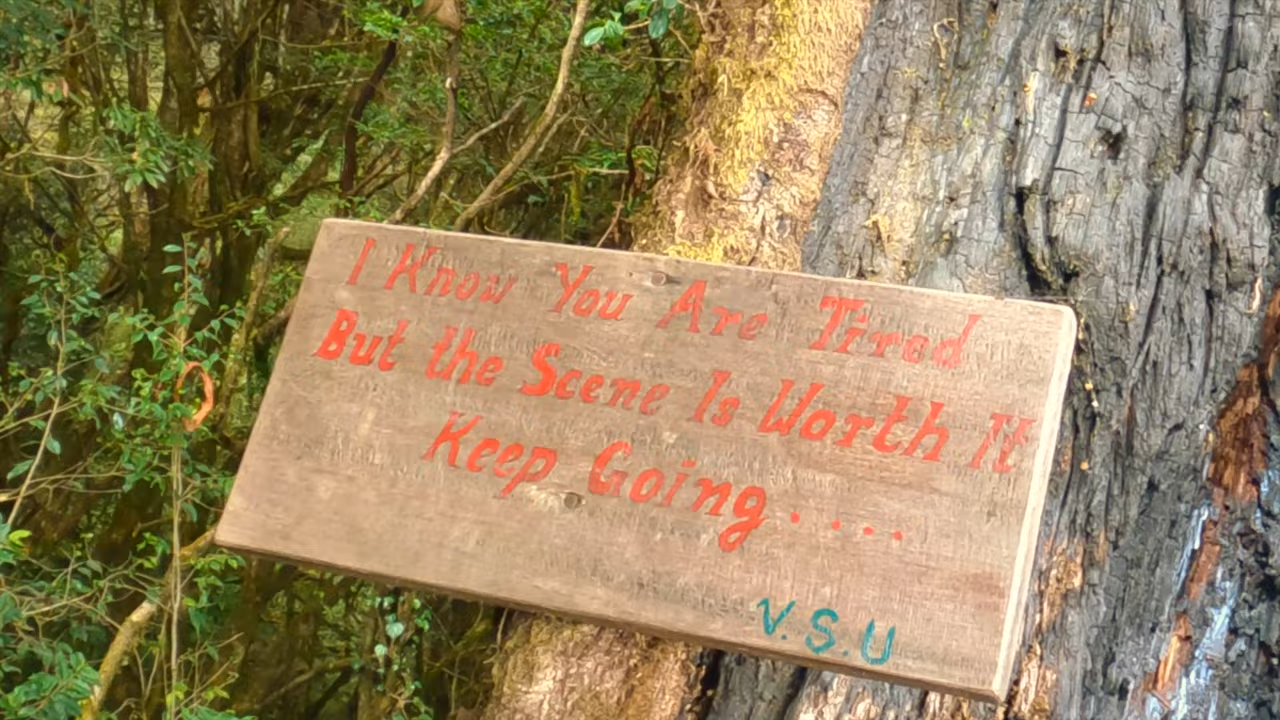 I Know You Are Tired
But the Scene Is Worth It
Keep Going.....
V.S.U